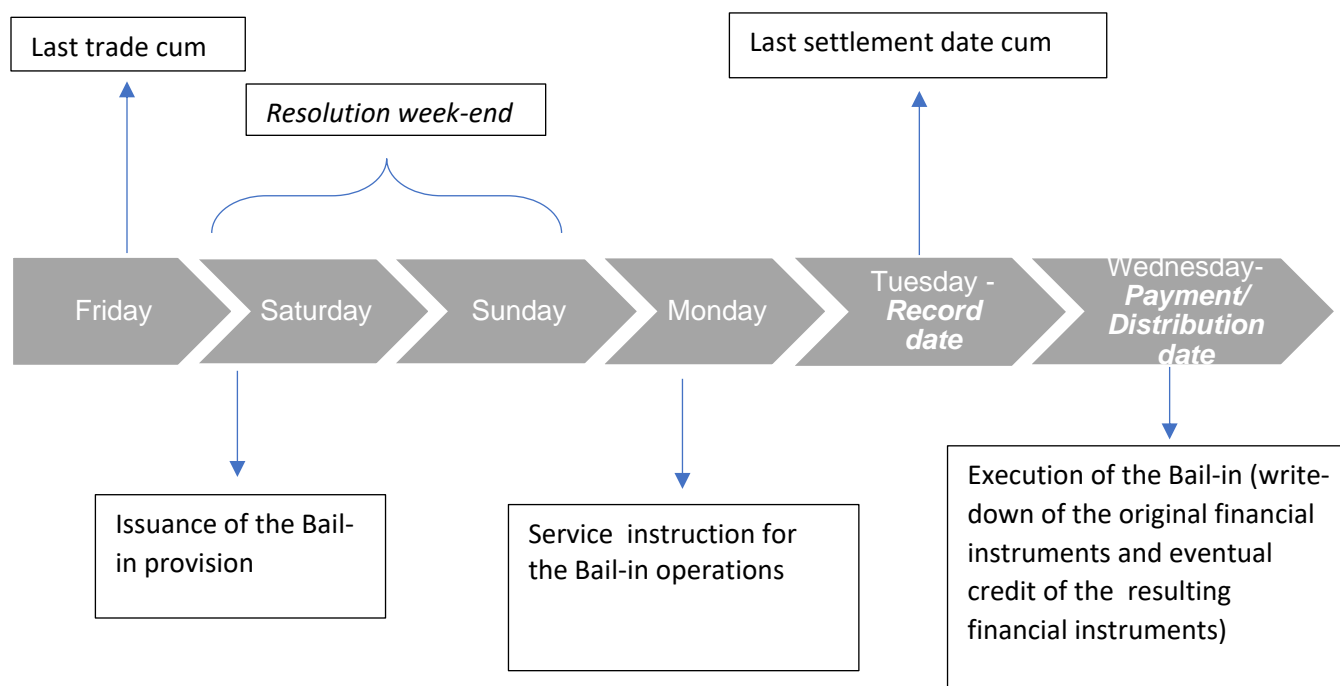 Last trade cum
Last settlement date cum
Resolution week-end
Friday
Saturday
Sunday
Monday
Tuesday -
Record
date
Wednesday-
Payment/
Distribution
date
Issuance of the Bail-
in provision
Service  instruction for
the Bail-in operations
Execution of the Bail-in (write-
down of the original financial
instruments and eventual
credit of the  resulting
financial instruments)